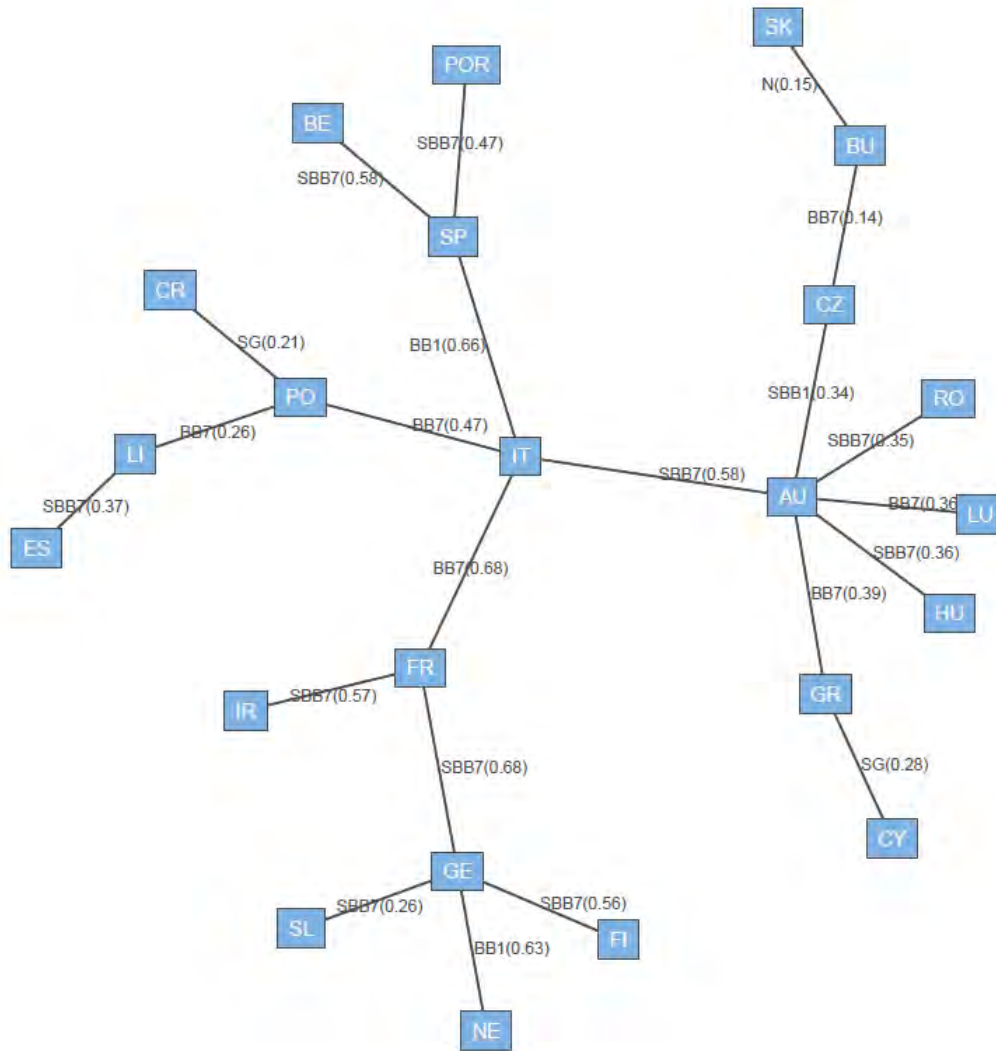 SK
POR
N(0.15)
BE
SBB7(0.47)
BU
SBB7(0.58)
BB7(0.14)
SP
CR
CZ
SG(0.21)
BB1(0.66)
PO
SBB1(0.34)
RO
BB7(0.47)
BB7(0.26)
SBB7(0.35)
LI
IT
SBB7(0.58)
SBB7(0.37)
AU
BB7(0.36
LU
ES
SBB7(0.36)
BB7(0.68)
BB7(0.39)
HU
FR
SBB7(0.57)
GR
IR
SBB7(0.68)
SG(0.28)
CY
GE
SBB7(0.26)
SBB7(0.56)
SL
BB1(0.63)
FI
NE